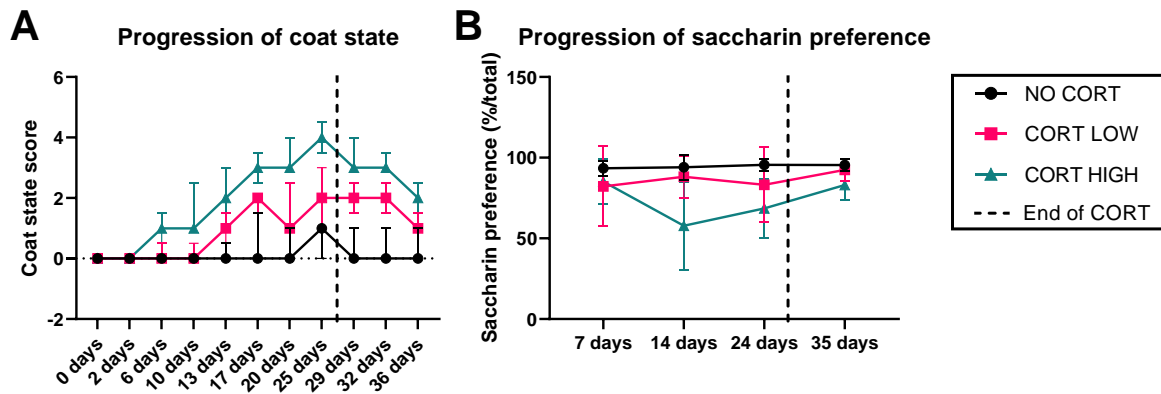 A
Progression of coat state
Coat state score
6
4
2
0
-2
0 days
2 days
6 days
10 days
13 days
17 days
20 days
25 days
29 days
32 days
36 days
B
Progression of saccharin preference
Saccharin preference (%/total)
150
100
50
0
7 days
14 days
24 days
35 days
NO CORT
CORT LOW
CORT HIGH
End of CORT